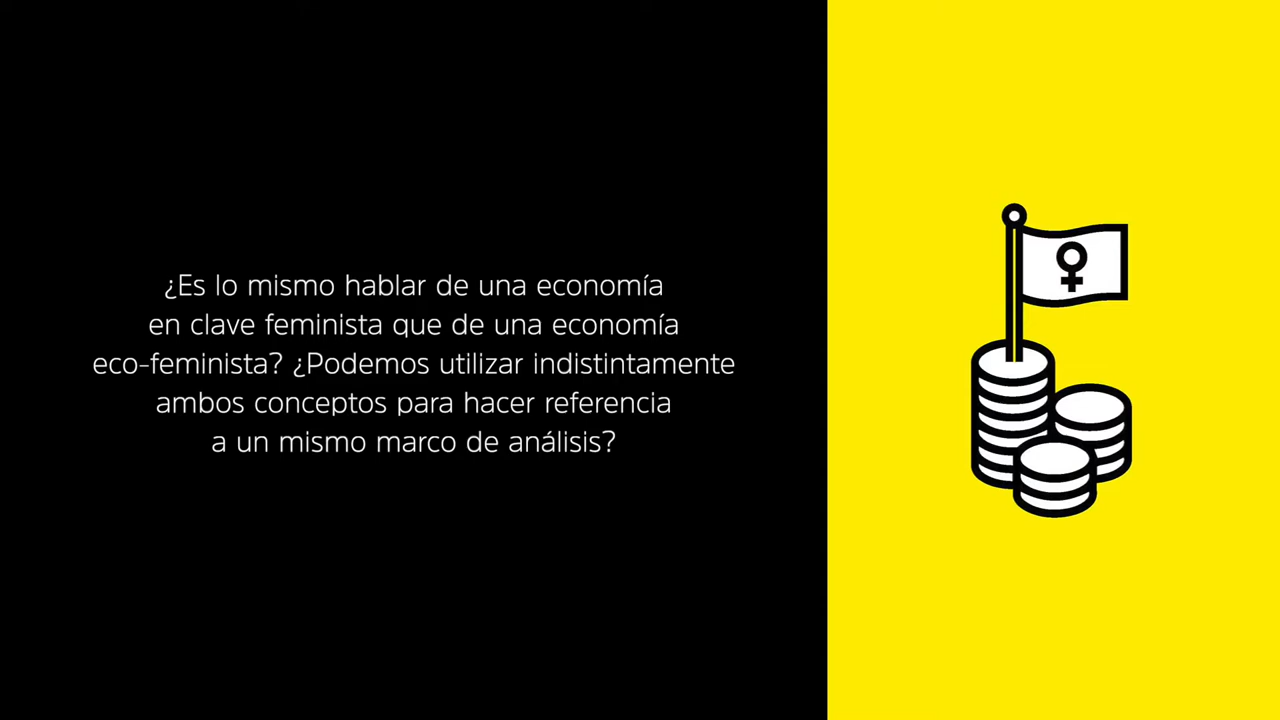 ¿Es lo mismo hablar de una economía
en clave feminista que de una economía
eco-feminista? ¿Podemos utilizar indistintamente
ambos conceptos para hacer referencia
a un mismo marco de análisis?